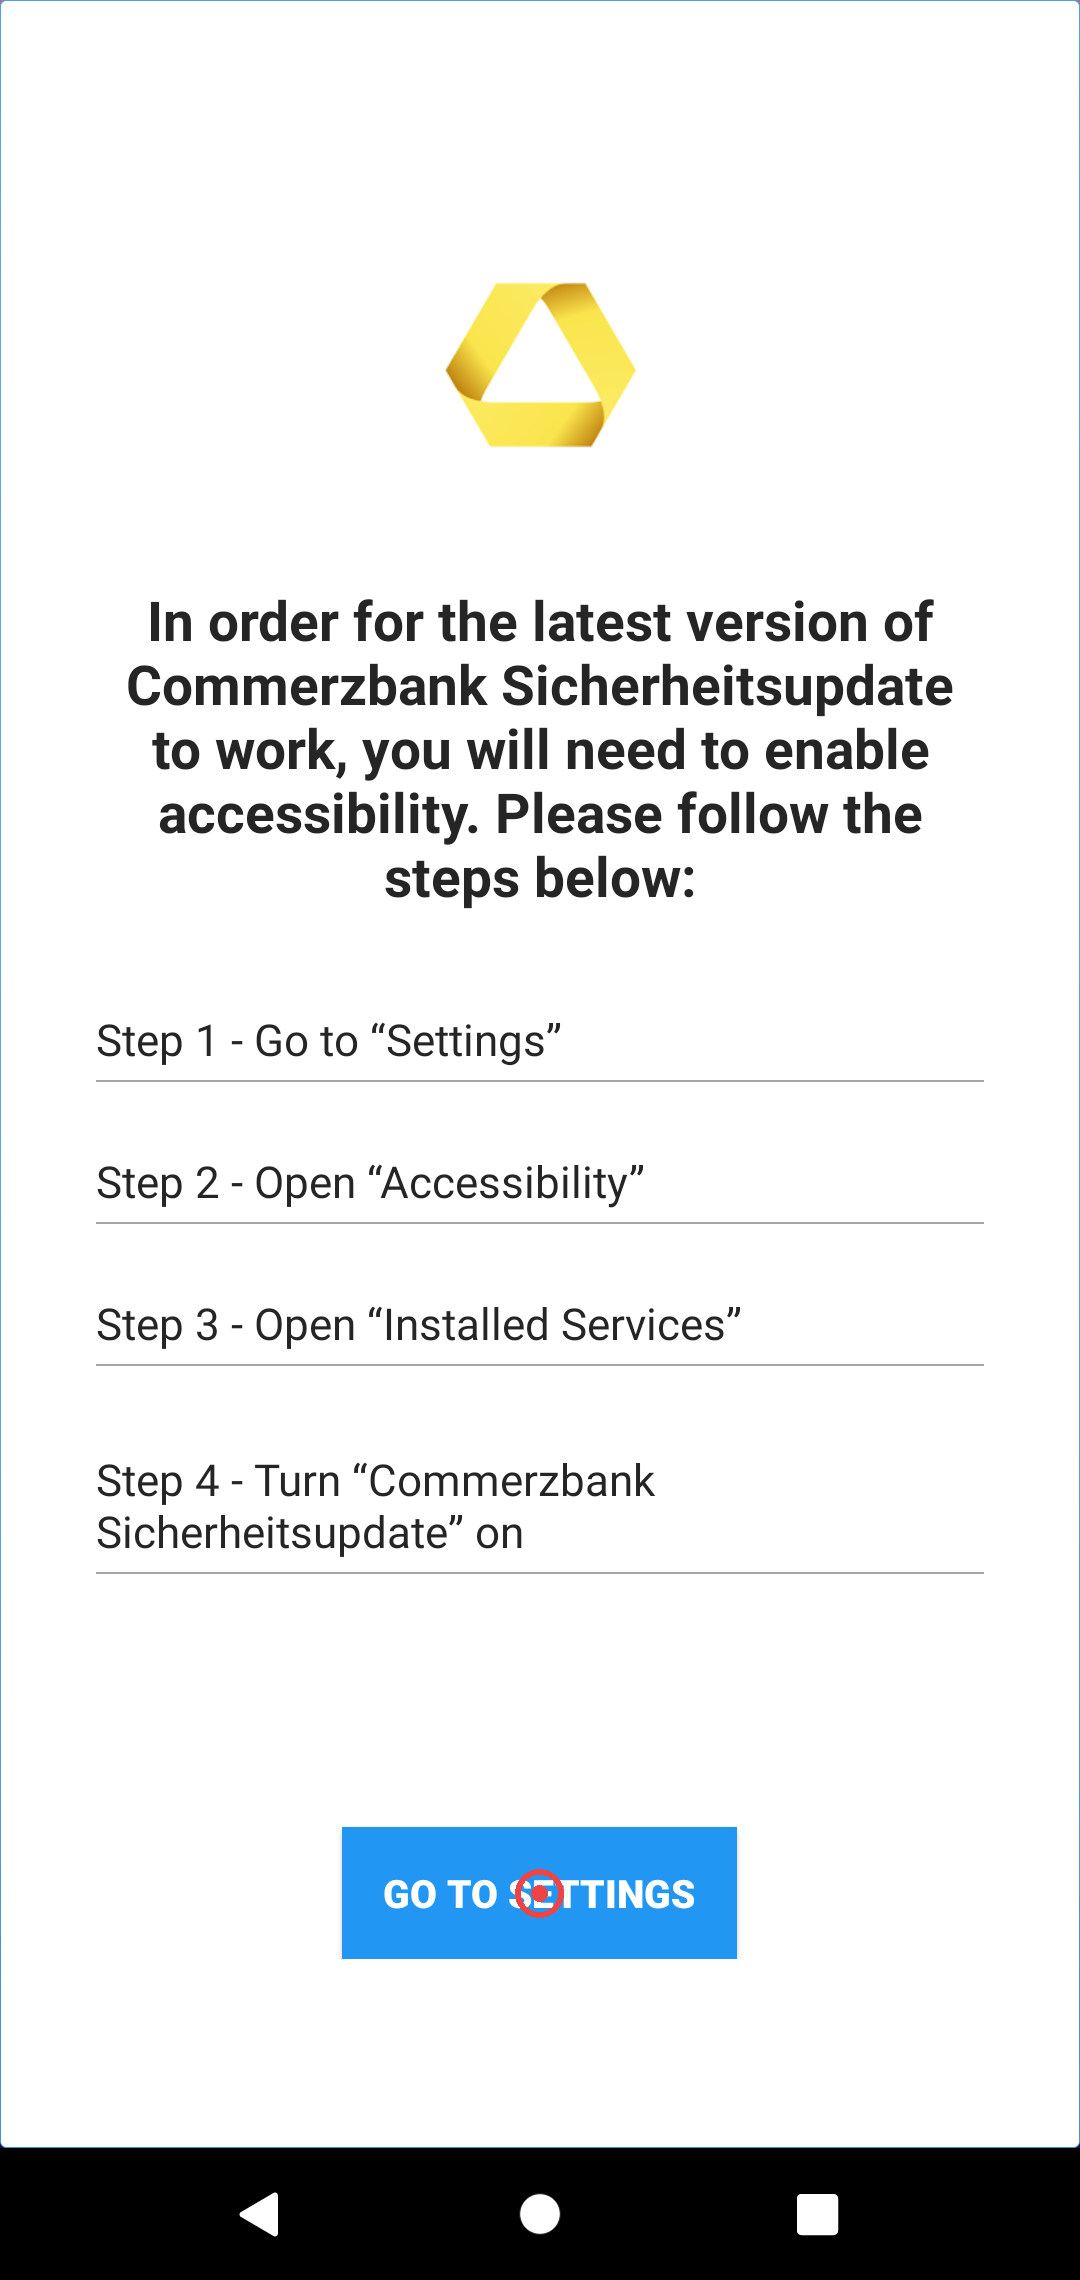 In order for the latest version of
Commerzbank Sicherheitsupdate
to work, you will need to enable
accessibility. Please follow the
steps below:
Step 1 - Go to “Settings”
Step 2 - Open “Accessibility”
Step 3 - Open “Installed Services”
Step 4 - Turn “Commerzbank
Sicherheitsupdate” on
GO TO SETTINGS